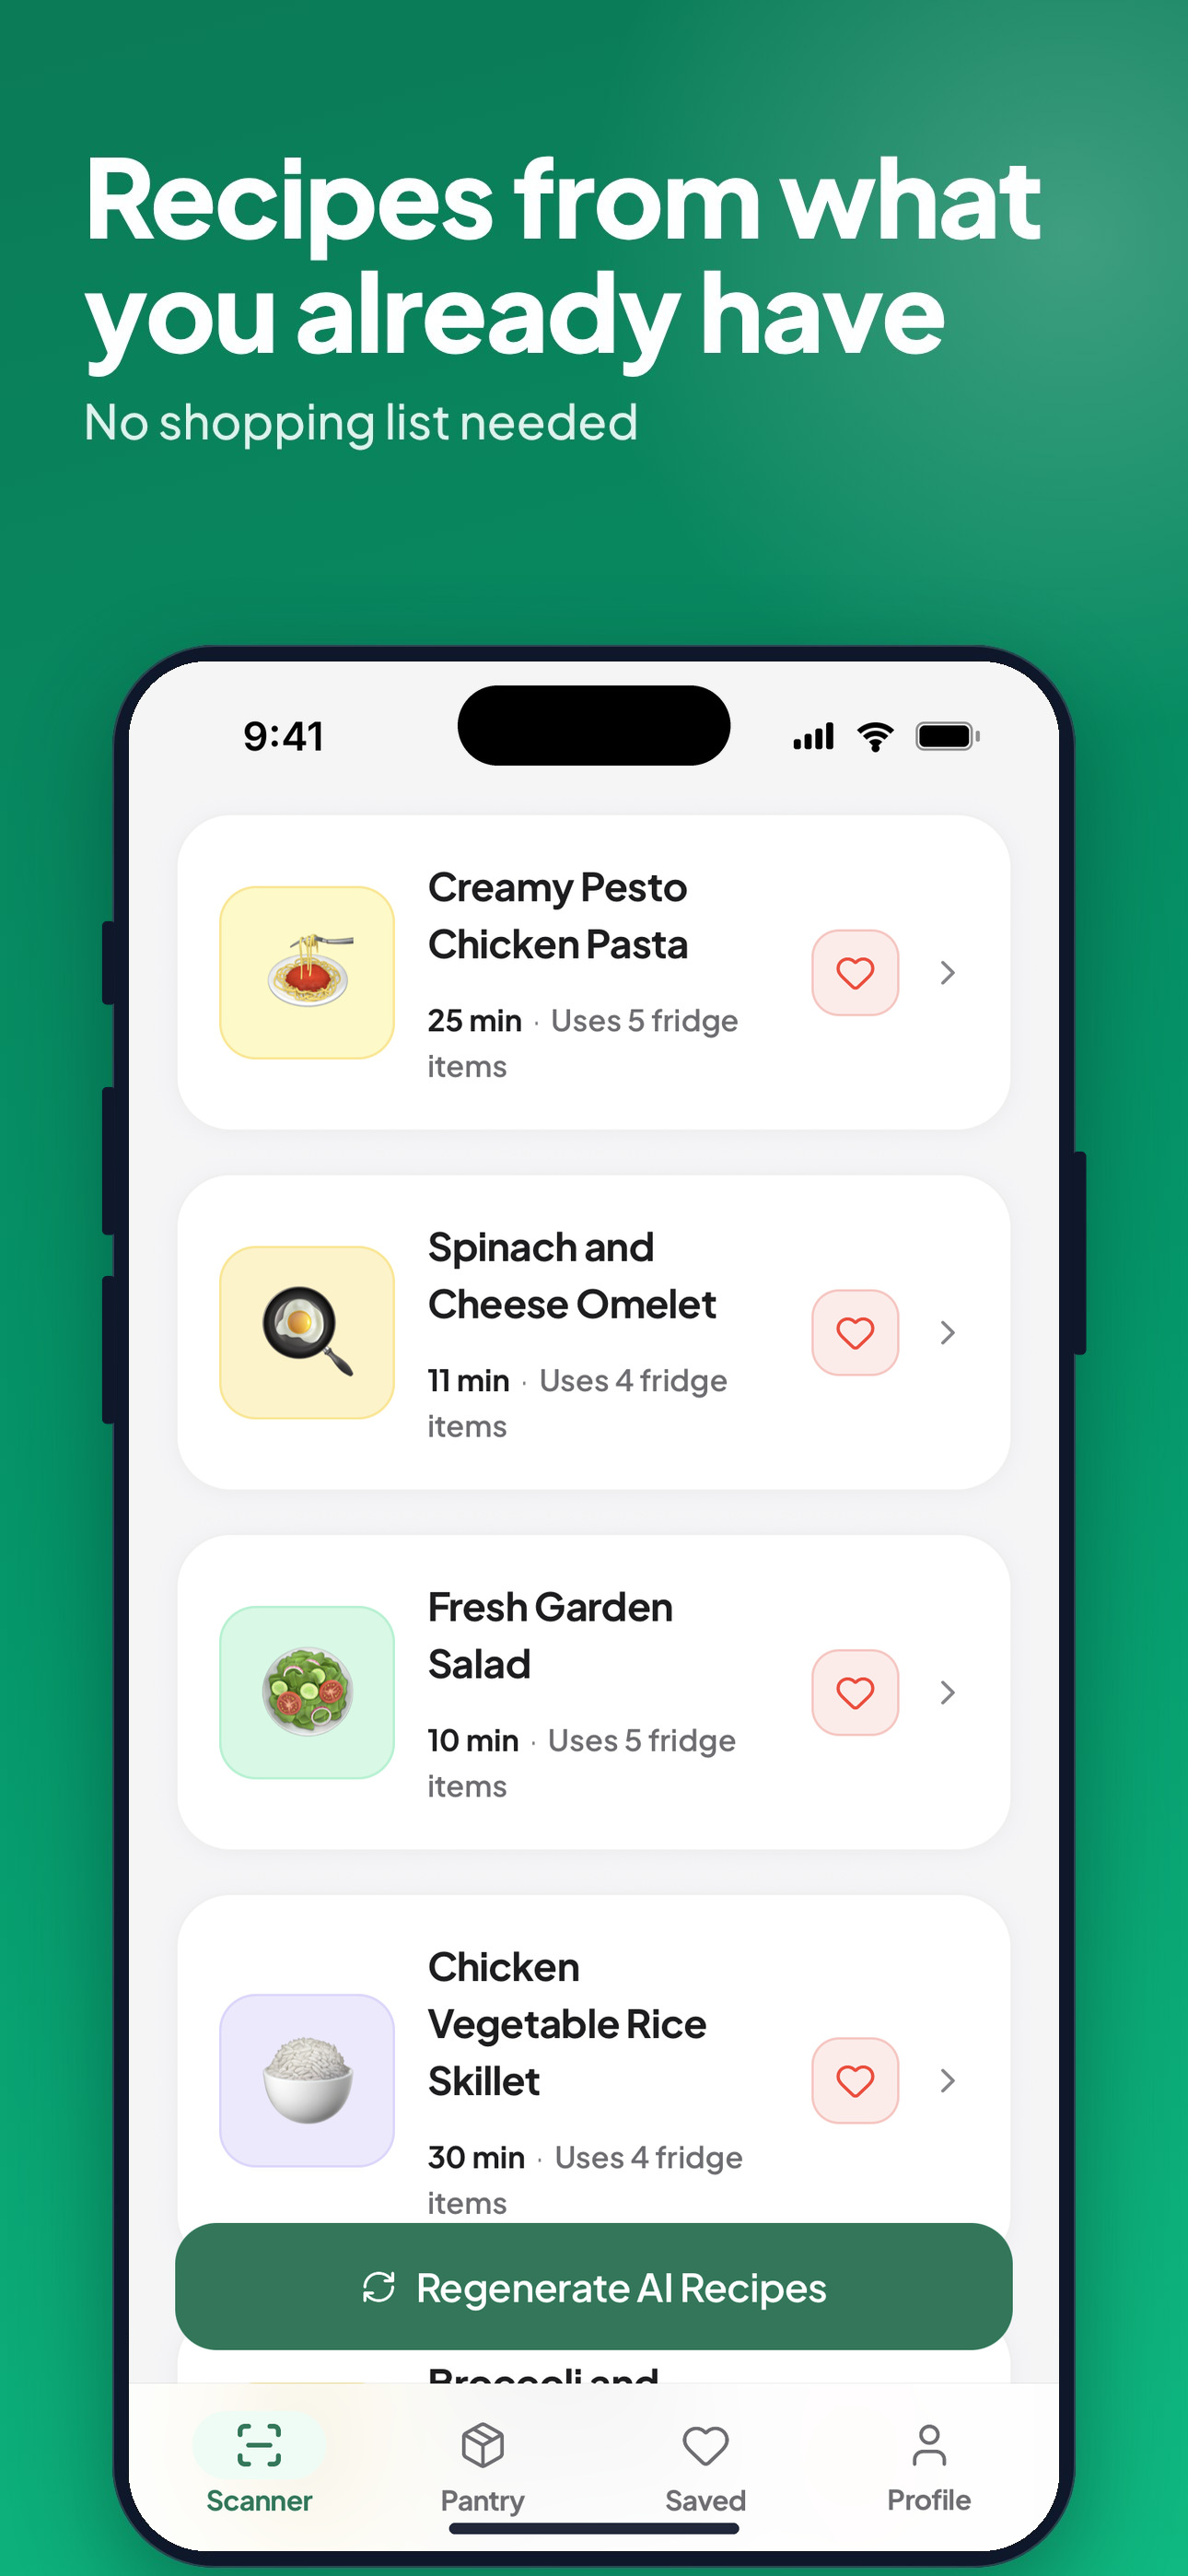 Recipes from what
you already have
No shopping list needed
9:41
Creamy Pesto
Chicken Pasta
25 min · Uses 5 fridge
items
Spinach and
Cheese Omelet
11 min · Uses 4 fridge
items
Fresh Garden
Salad
10 min · Uses 5 fridge
items
Chicken
Vegetable Rice
Skillet
30 min · Uses 4 fridge
items
Regenerate AI Recipes
Broccoli and
Scanner
Pantry
Saved
Profile